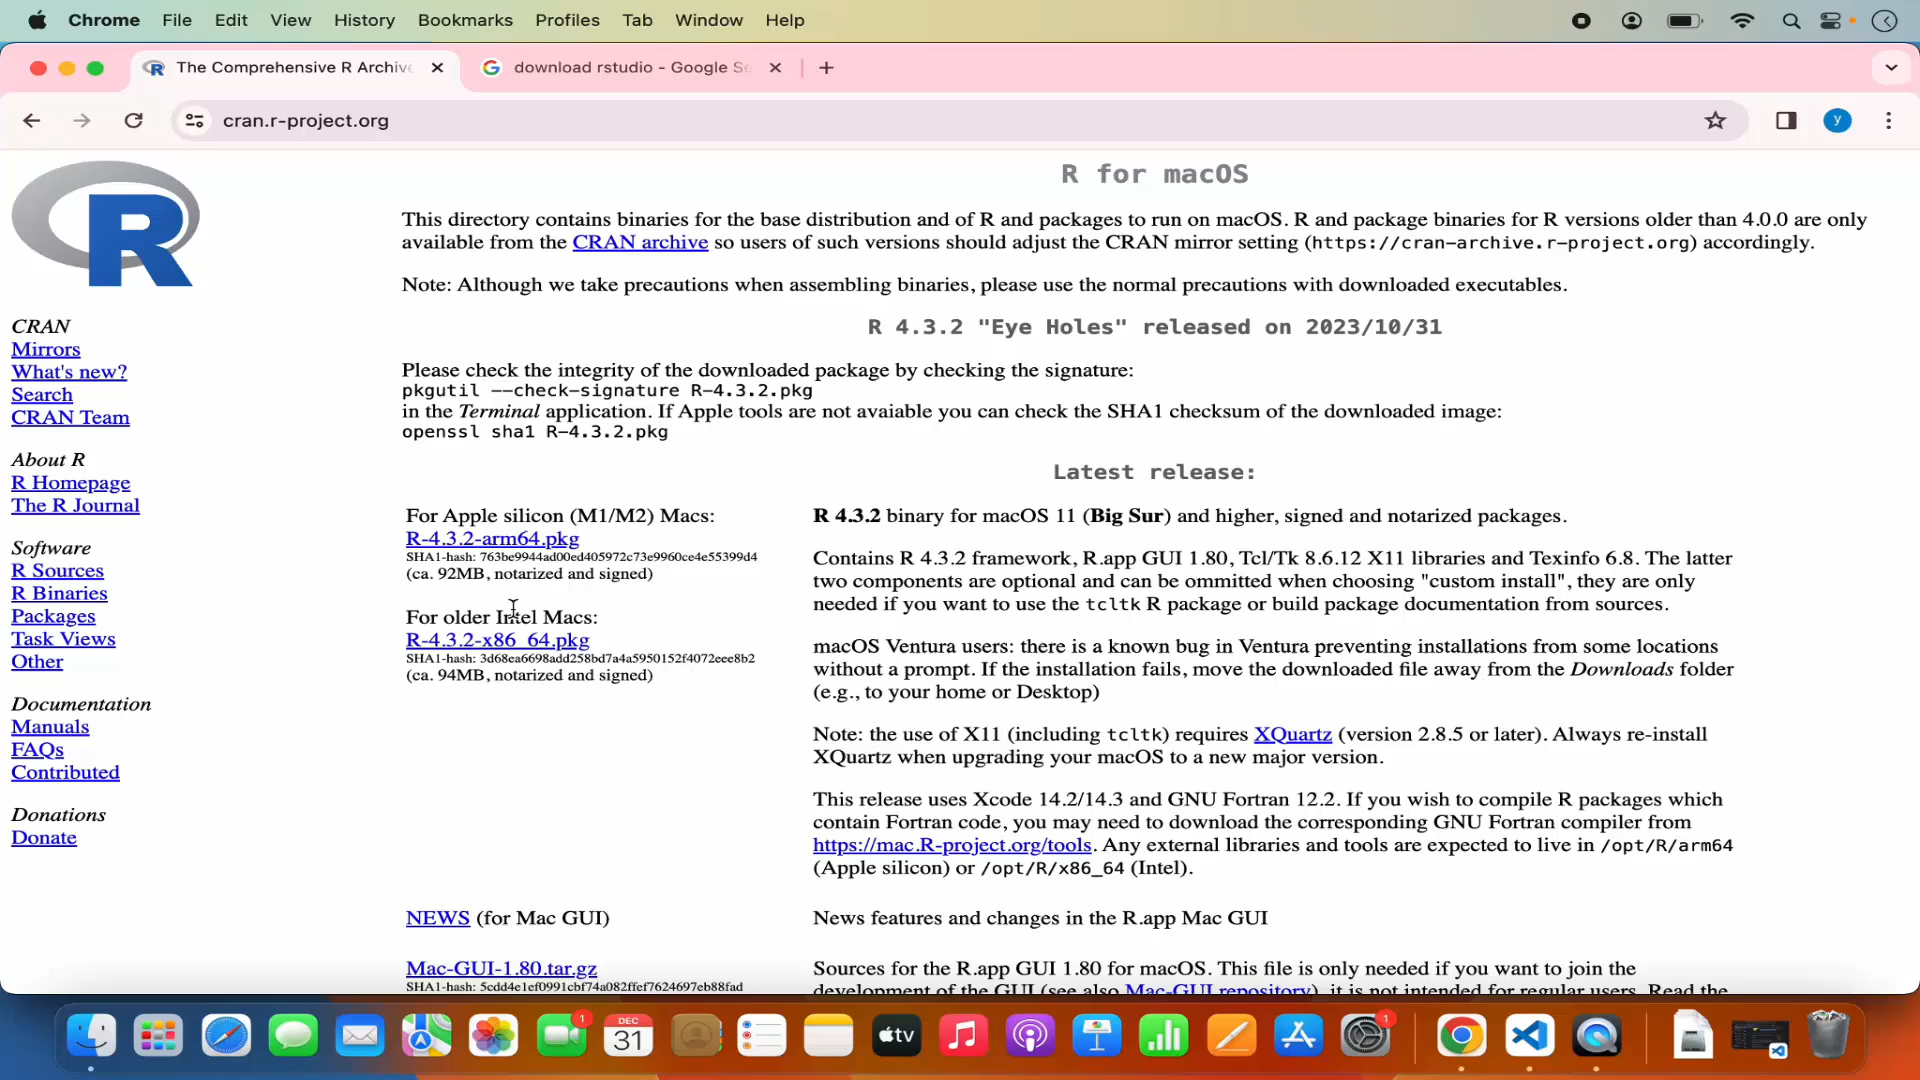 Chrome File Edit View History Bookmarks Profiles Tab Window Help
The Comprehensive R Archive
download rstudio - Google Se
cran.r-project.org
y
R
CRAN
Mirrors
What's new?
Search
CRAN Team
About R
R Homepage
The R Journal
Software
R Sources
R Binaries
Packages
Task Views
Other
Documentation
Manuals
FAQs
Contributed
Donations
Donate
R for macOS
This directory contains binaries for the base distribution and of R and packages to run on macOS. R and package binaries for R versions older than 4.0.0 are only
available from the CRAN archive so users of such versions should adjust the CRAN mirror setting (https://cran-archive.r-project.org) accordingly.
Note: Although we take precautions when assembling binaries, please use the normal precautions with downloaded executables.
R 4.3.2 "Eye Holes" released on 2023/10/31
Please check the integrity of the downloaded package by checking the signature:
pkgutil --check-signature R-4.3.2.pkg
in the Terminal application. If Apple tools are not avaiable you can check the SHA1 checksum of the downloaded image:
openssl sha1 R-4.3.2.pkg
Latest release:
For Apple silicon (M1/M2) Macs:
R-4.3.2-arm64.pkg
SHA1-hash: 763be9944ad00ed405972c73e9960ce4e55399d4
(ca. 92MB, notarized and signed)
For older Intel Macs:
R-4.3.2-x86_64.pkg
SHA1-hash: 3d68ea6698add258bd7a4a5950152f4072eee8b2
(ca. 94MB, notarized and signed)
R 4.3.2 binary for macOS 11 (Big Sur) and higher, signed and notarized packages.
Contains R 4.3.2 framework, R.app GUI 1.80, Tcl/Tk 8.6.12 X11 libraries and Texinfo 6.8. The latter
two components are optional and can be ommitted when choosing "custom install", they are only
needed if you want to use the tcltk R package or build package documentation from sources.
macOS Ventura users: there is a known bug in Ventura preventing installations from some locations
without a prompt. If the installation fails, move the downloaded file away from the Downloads folder
(e.g., to your home or Desktop)
Note: the use of X11 (including tcltk) requires XQuartz (version 2.8.5 or later). Always re-install
XQuartz when upgrading your macOS to a new major version.
This release uses Xcode 14.2/14.3 and GNU Fortran 12.2. If you wish to compile R packages which
contain Fortran code, you may need to download the corresponding GNU Fortran compiler from
https://mac.R-project.org/tools. Any external libraries and tools are expected to live in /opt/R/arm64
(Apple silicon) or /opt/R/x86_64 (Intel).
NEWS (for Mac GUI)
News features and changes in the R.app Mac GUI
Mac-GUI-1.80.tar.gz
SHA1-hash: 5cdd4e1ef0991cbf74a082ffef7624697eb88fad
Sources for the R.app GUI 1.80 for macOS. This file is only needed if you want to join the
development of the GUI (see also Mac-GUI repository), it is not intended for regular users. Read the
1
DEC
31
tv
1